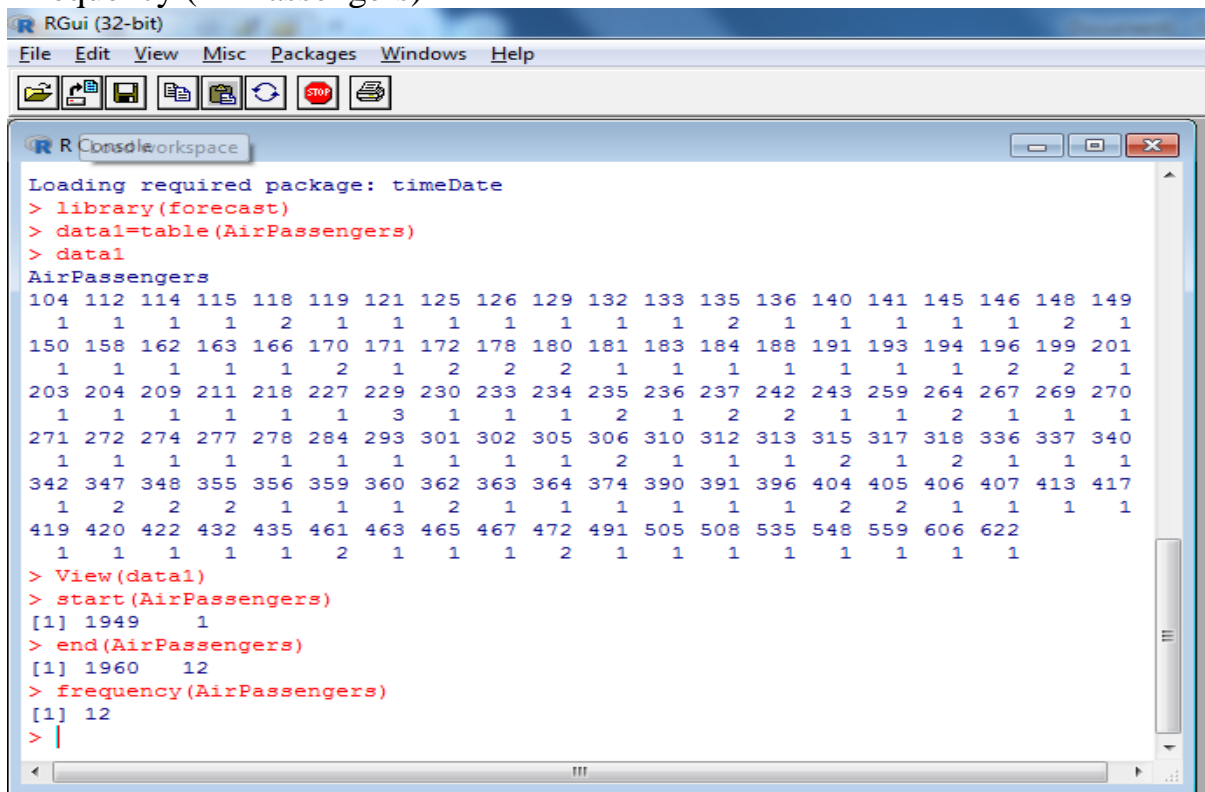 RGui (32-bit)
File Edit View Misc Packages Windows Help
STOP
R Console
Load workspace
Loading required package: timeDate
> library(forecast)
> data1=table(AirPassengers)
> data1
AirPassengers
104 112 114 115 118 119 121 125 126 129 132 133 135 136 140 141 145 146 148 149
1 1 1 1 2 1 1 1 1 1 1 1 2 1 1 1 1 1 2 1
150 158 162 163 166 170 171 172 178 180 181 183 184 188 191 193 194 196 199 201
1 1 1 1 1 2 1 2 2 2 1 1 1 1 1 1 1 2 2 1
203 204 209 211 218 227 229 230 233 234 235 236 237 242 243 259 264 267 269 270
1 1 1 1 1 1 3 1 1 1 2 1 2 2 1 1 2 1 1 1
271 272 274 277 278 284 293 301 302 305 306 310 312 313 315 317 318 336 337 340
1 1 1 1 1 1 1 1 1 1 2 1 1 1 2 1 2 1 1 1
342 347 348 355 356 359 360 362 363 364 374 390 391 396 404 405 406 407 413 417
1 2 2 2 1 1 1 2 1 1 1 1 1 1 2 2 1 1 1 1
419 420 422 432 435 461 463 465 467 472 491 505 508 535 548 559 606 622
1 1 1 1 1 2 1 1 1 2 1 1 1 1 1 1 1 1
> View(data1)
> start(AirPassengers)
[1] 1949 1
> end(AirPassengers)
[1] 1960 12
> frequency(AirPassengers)
[1] 12
>